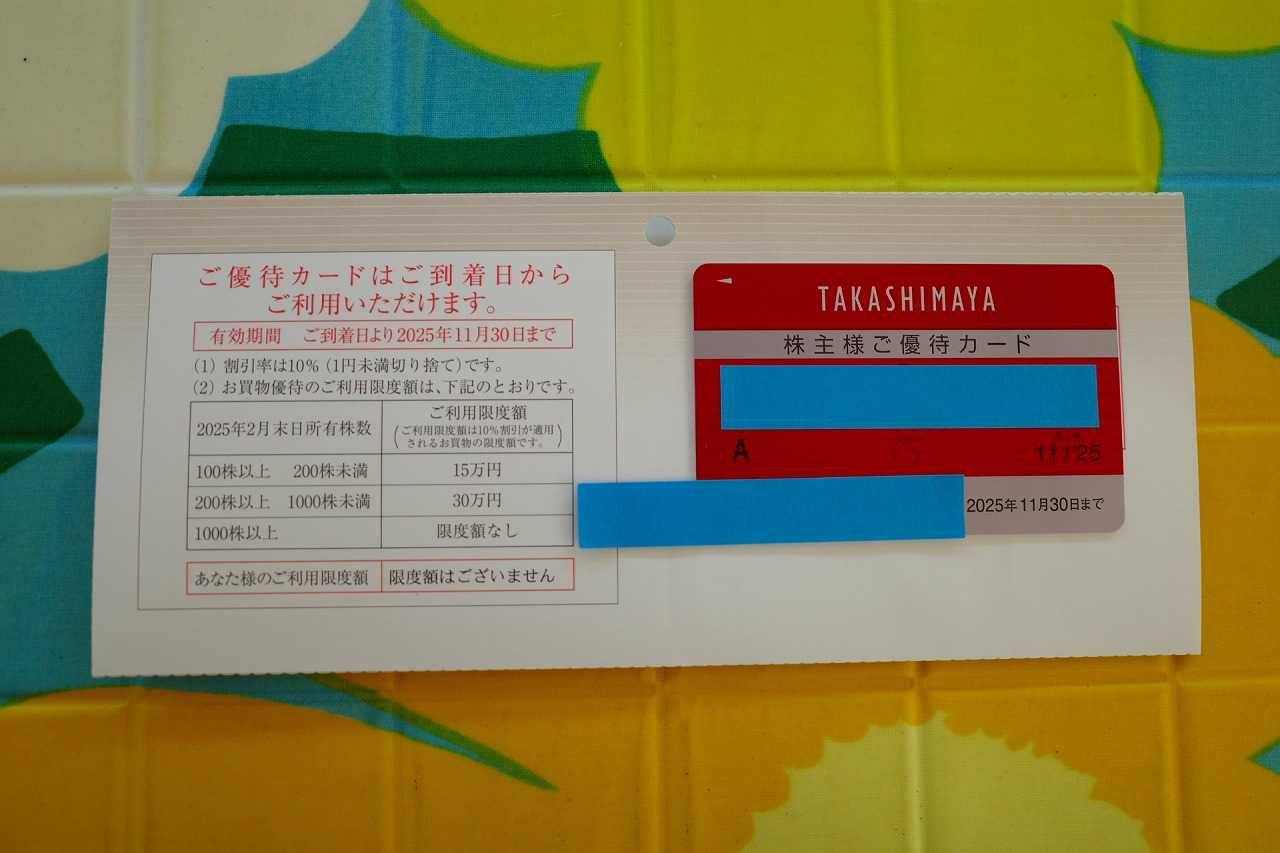 ご優待カードはご到着日から
ご利用いただけます。
有効期間 ご到着日より2025年11月30日まで
(1) 割引率は10%(1円未満切り捨て)です。
(2) お買物優待のご利用限度額は、下記のとおりです。
2025年2月末日所有株数
ご利用限度額
(ご利用限度額は10%割引が適用
されるお買物の限度額です。)
100株以上 200株未満 15万円
200株以上 1000株未満 30万円
1000株以上 限度額なし
あなた様のご利用限度額 限度額はございません
TAKASHIMAYA
株主様ご優待カード
A 11/'25
2025年11月30日まで